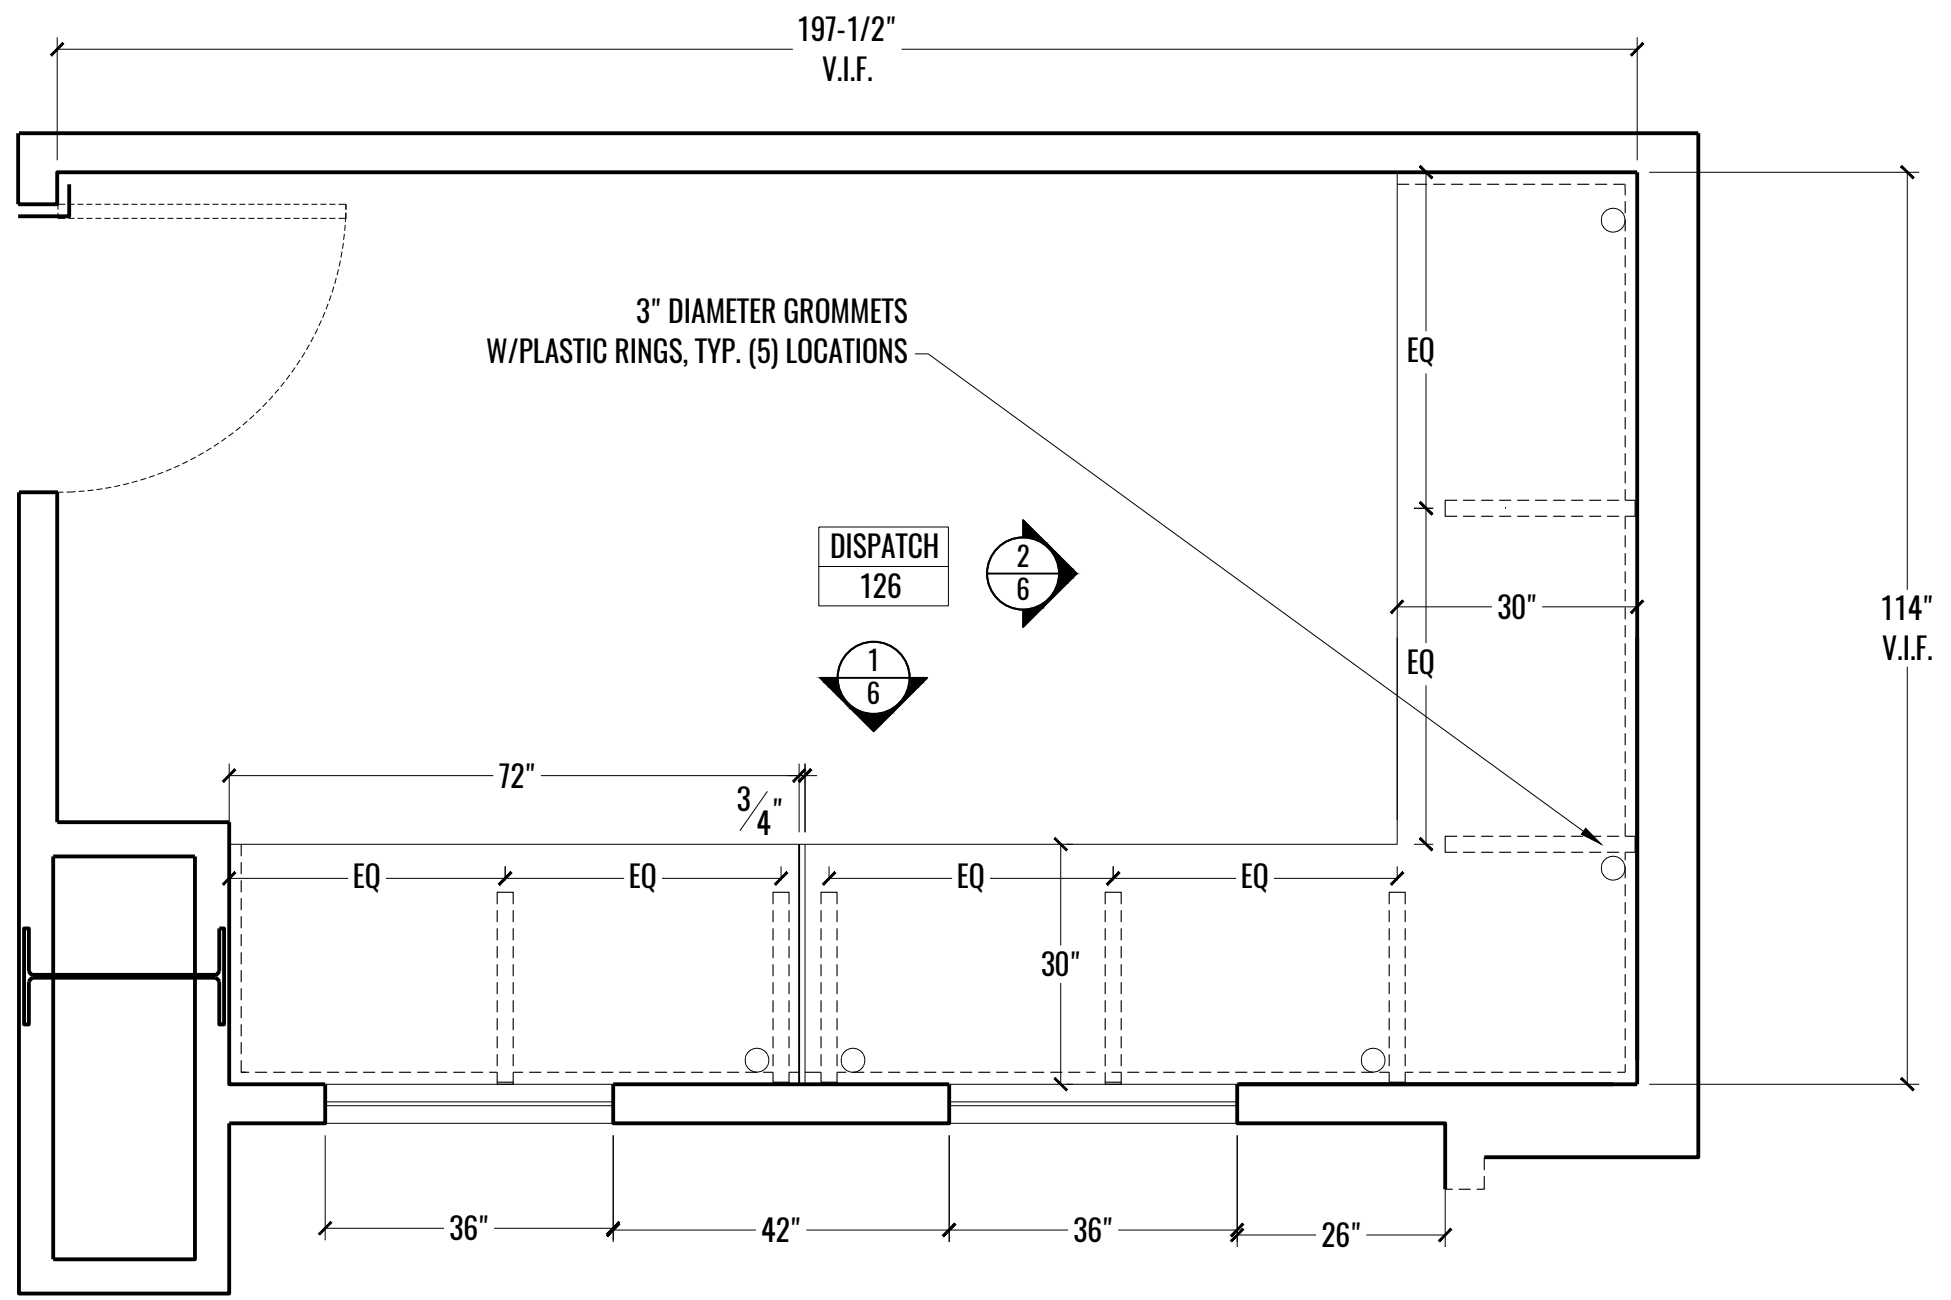 197-1/2"
V.I.F.
3" DIAMETER GROMMETS
W/PLASTIC RINGS, TYP. (5) LOCATIONS
EQ
DISPATCH
126
2
6
30"
114"
V.I.F.
1
6
EQ
72"
3/4"
EQ
EQ
EQ
EQ
30"
36"
42"
36"
26"